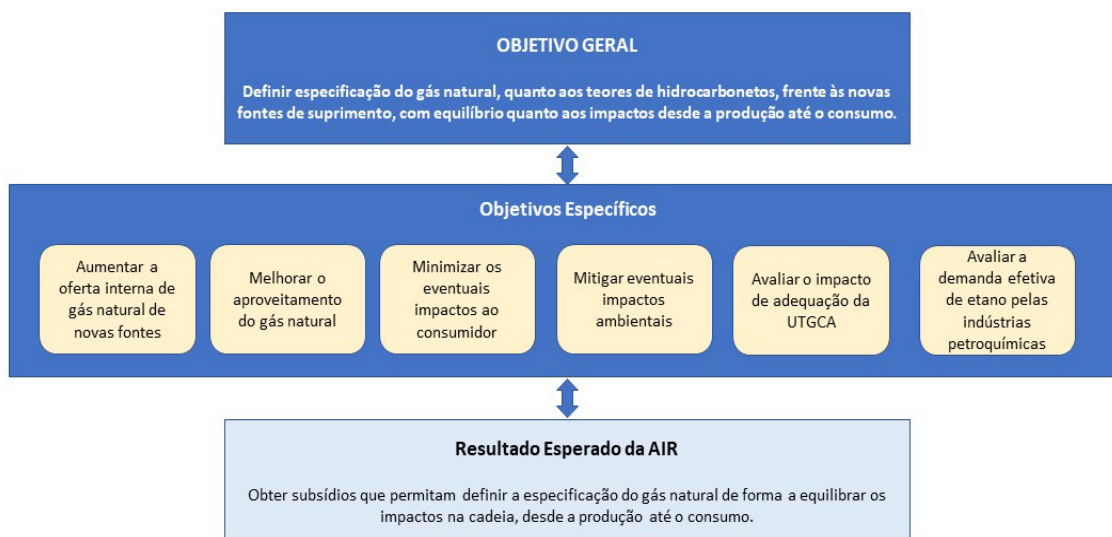 OBJETIVO GERAL
Definir especificação do gás natural, quanto aos teores de hidrocarbonetos, frente às novas
fontes de suprimento, com equilíbrio quanto aos impactos desde a produção até o consumo.
Objetivos Específicos
Aumentar a
oferta interna de
gás natural de
novas fontes
Melhorar o
aproveitamento
do gás natural
Minimizar os
eventuais
impactos ao
consumidor
Mitigar eventuais
impactos
ambientais
Avaliar o impacto
de adequação da
UTGCA
Avaliar a
demanda efetiva
de etano pelas
indústrias
petroquímicas
Resultado Esperado da AIR
Obter subsídios que permitam definir a especificação do gás natural de forma a equilibrar os
impactos na cadeia, desde a produção até o consumo.